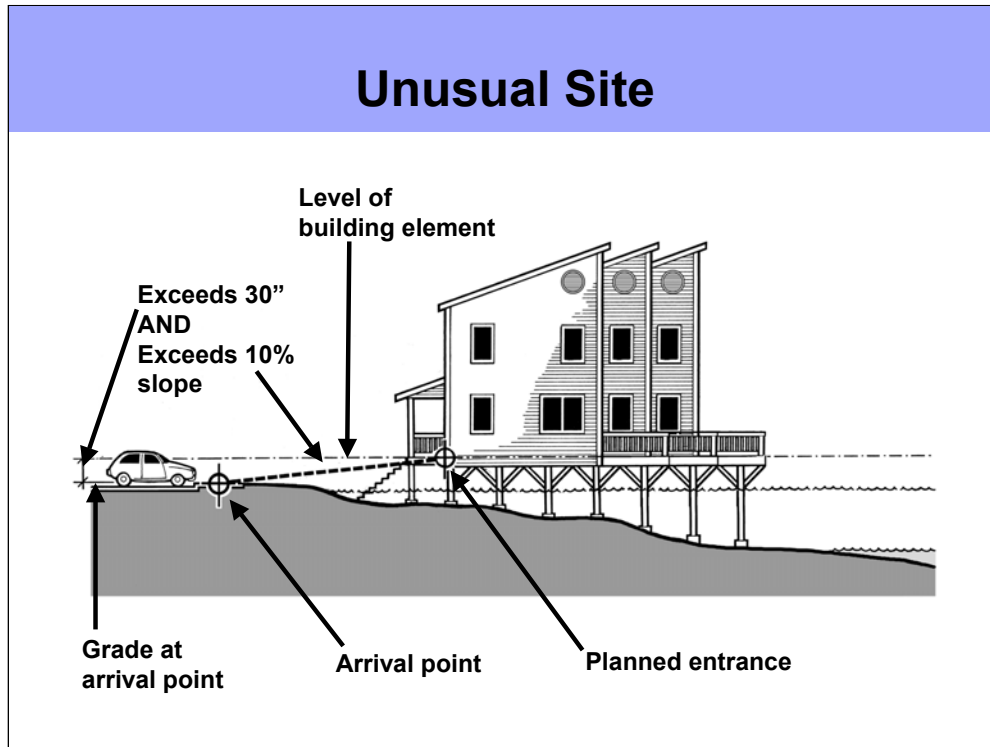 Unusual Site
Level of
building element
Exceeds 30”
AND
Exceeds 10%
slope
Grade at
arrival point
Arrival point
Planned entrance